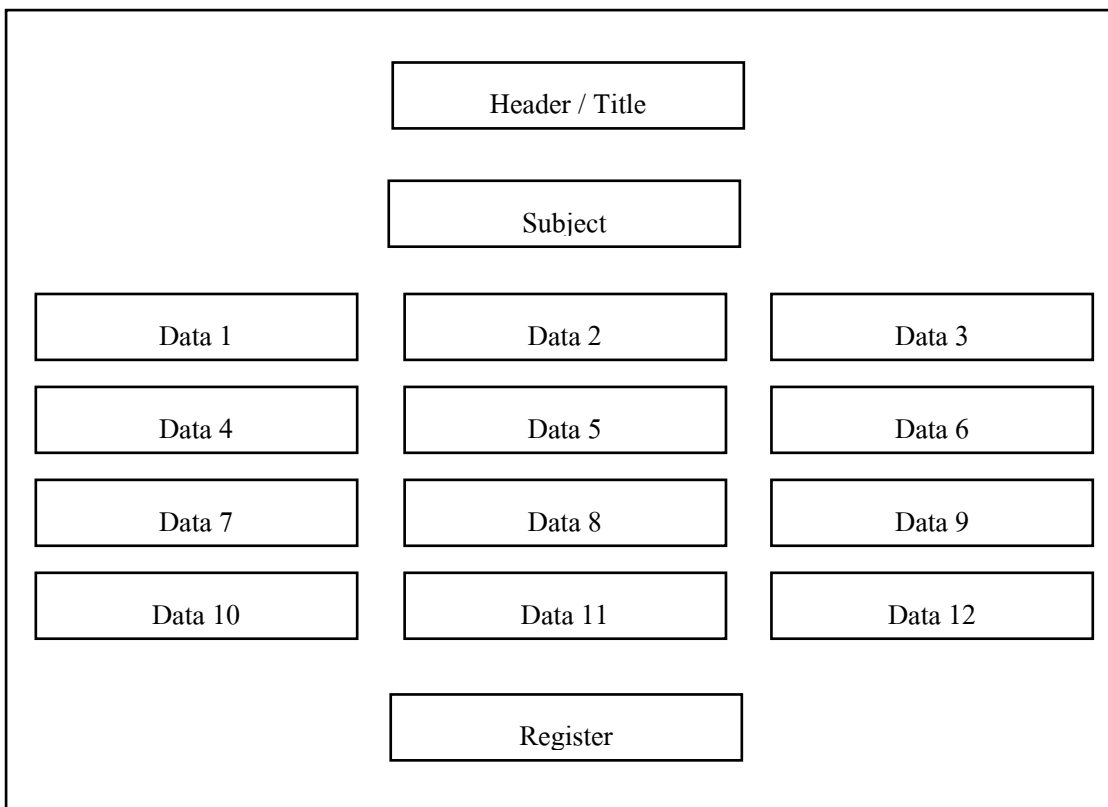 Header / Title
Subject
Data 1 Data 2 Data 3
Data 4 Data 5 Data 6
Data 7 Data 8 Data 9
Data 10 Data 11 Data 12
Register